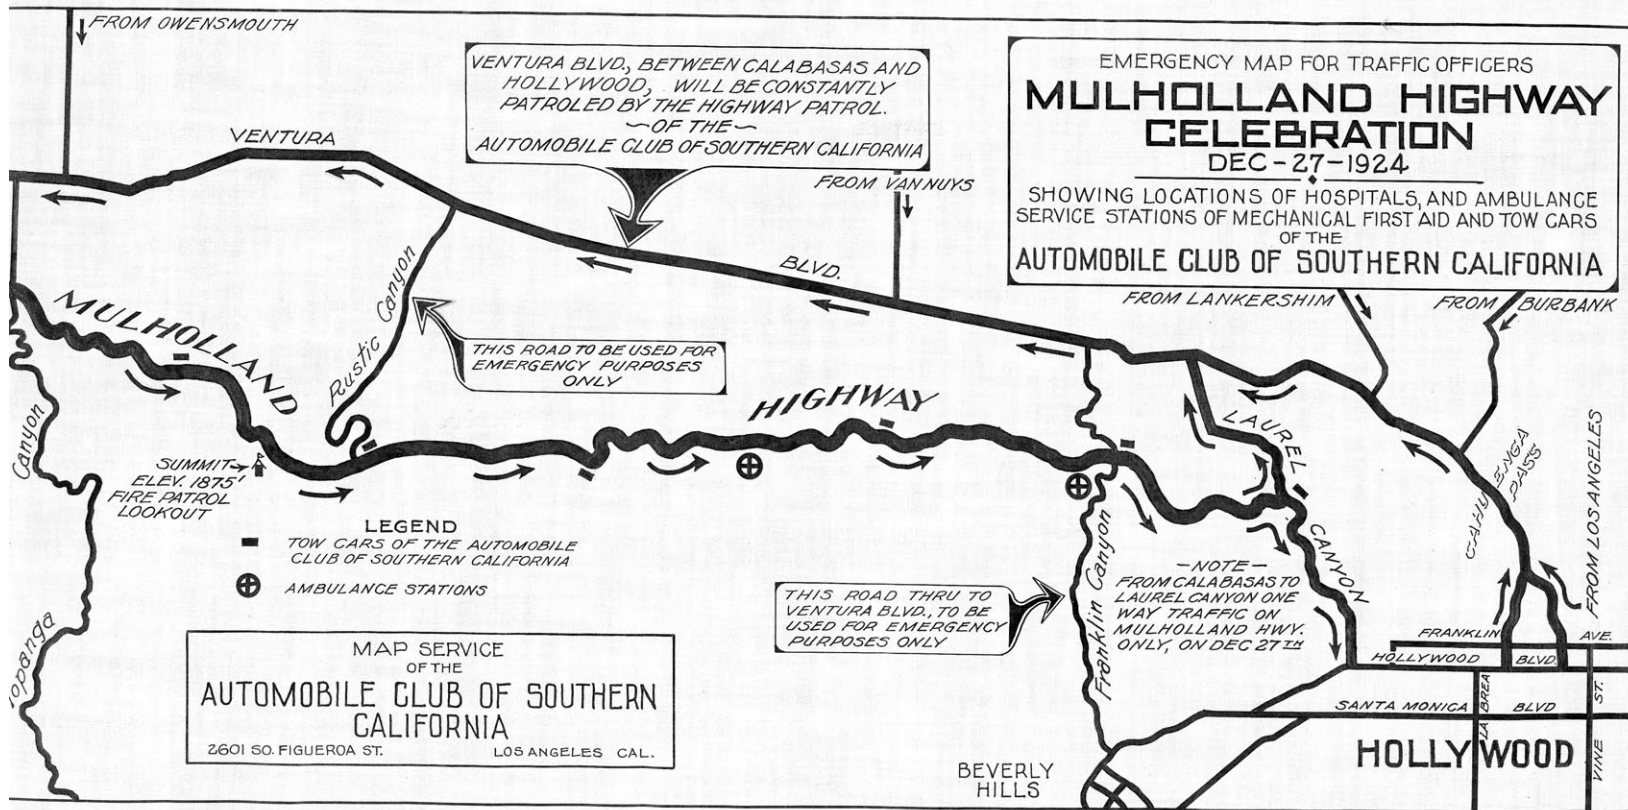 FROM OWENSMOUTH
VENTURA BLVD., BETWEEN CALABASAS AND
HOLLYWOOD, WILL BE CONSTANTLY
PATROLED BY THE HIGHWAY PATROL.
~OF THE~
AUTOMOBILE CLUB OF SOUTHERN CALIFORNIA
EMERGENCY MAP FOR TRAFFIC OFFICERS
MULHOLLAND HIGHWAY
CELEBRATION
DEC-27-1924
SHOWING LOCATIONS OF HOSPITALS, AND AMBULANCE
SERVICE STATIONS OF MECHANICAL FIRST AID AND TOW CARS
OF THE
AUTOMOBILE CLUB OF SOUTHERN CALIFORNIA
VENTURA
BLVD.
FROM VAN NUYS
FROM LANKERSHIM
FROM BURBANK
MULHOLLAND
HIGHWAY
Rustic Canyon
THIS ROAD TO BE USED FOR
EMERGENCY PURPOSES
ONLY
LAUREL
CANYON
CAHUENGA
PASS
FROM LOS ANGELES
Canyon
opanga
SUMMIT
ELEV. 1875'
FIRE PATROL
LOOKOUT
LEGEND
TOW CARS OF THE AUTOMOBILE
CLUB OF SOUTHERN CALIFORNIA
AMBULANCE STATIONS
MAP SERVICE
OF THE
AUTOMOBILE CLUB OF SOUTHERN
CALIFORNIA
2601 SO. FIGUEROA ST. LOS ANGELES CAL.
THIS ROAD THRU TO
VENTURA BLVD., TO BE
USED FOR EMERGENCY
PURPOSES ONLY
Franklin Canyon
—NOTE—
FROM CALABASAS TO
LAUREL CANYON ONE
WAY TRAFFIC ON
MULHOLLAND HWY.
ONLY, ON DEC 27TH
FRANKLIN AVE.
HOLLYWOOD BLVD.
SANTA MONICA BLVD
LA BREA
VINE ST.
HOLLYWOOD
BEVERLY
HILLS